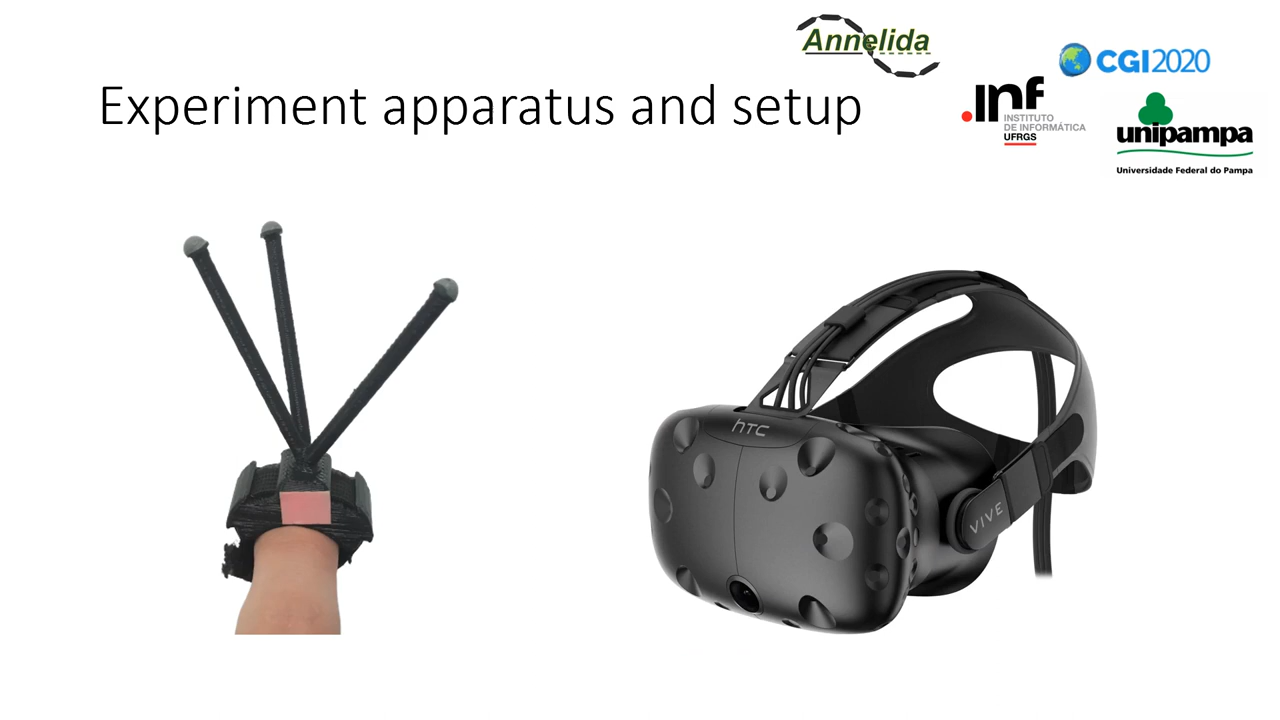 Annelida
CGI2020
Experiment apparatus and setup
.inf
INSTITUTO
DE INFORMÁTICA
UFRGS
unipampa
Universidade Federal do Pampa
hTC
VIVE